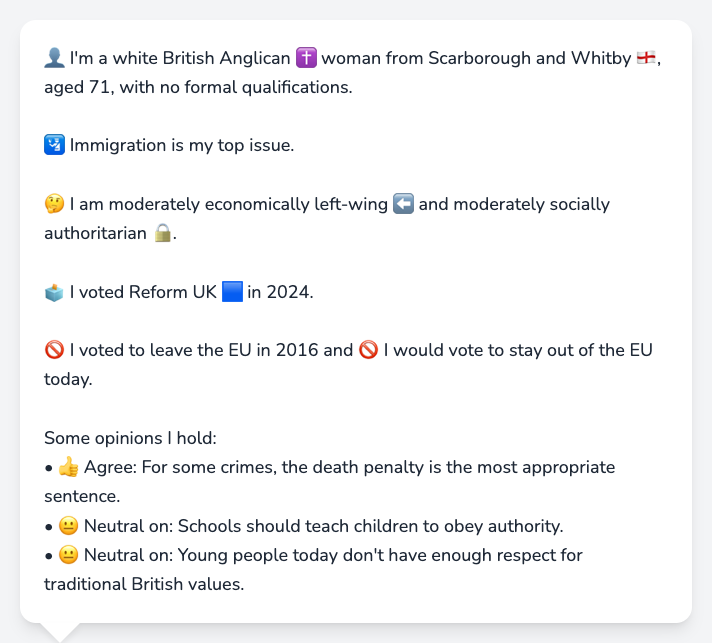 👤 I'm a white British Anglican ✝️ woman from Scarborough and Whitby 🏴󠁧󠁢󠁥󠁮󠁧󠁿,
aged 71, with no formal qualifications.
🛂 Immigration is my top issue.
🤔 I am moderately economically left-wing ⬅️ and moderately socially
authoritarian 🔒.
🗳️ I voted Reform UK 🟦 in 2024.
🚫 I voted to leave the EU in 2016 and 🚫 I would vote to stay out of the EU
today.
Some opinions I hold:
• 👍 Agree: For some crimes, the death penalty is the most appropriate
sentence.
• 😐 Neutral on: Schools should teach children to obey authority.
• 😐 Neutral on: Young people today don't have enough respect for
traditional British values.